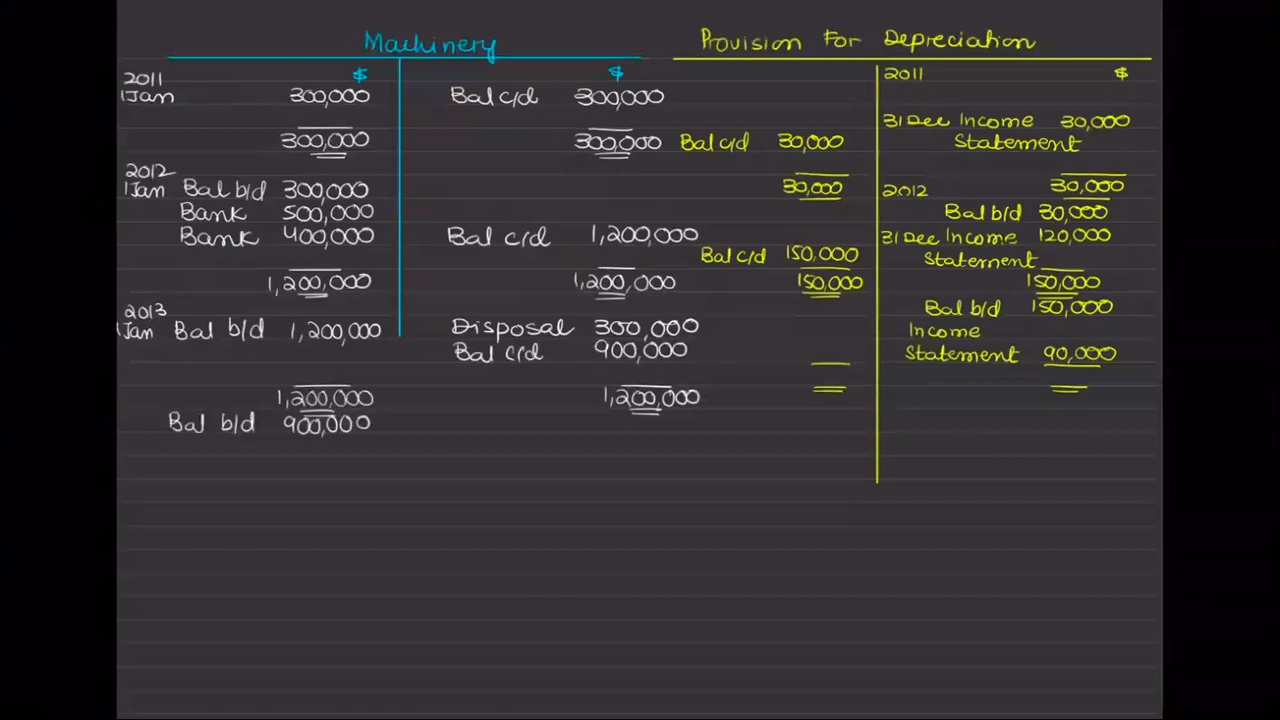 Machinery
Provision For Depreciation
2011 $ $
1 Jan 300,000 Bal c/d 300,000
300,000 300,000
2012
1 Jan Bal b/d 300,000
Bank 500,000
Bank 400,000 Bal c/d 1,200,000
1,200,000 1,200,000
2013
1 Jan Bal b/d 1,200,000 Disposal 300,000
Bal c/d 900,000
1,200,000 1,200,000
Bal b/d 900,000
2011 $
31 Dec Income 30,000
Bal c/d 30,000 Statement
30,000 30,000
2012
Bal b/d 30,000
31 Dec Income 120,000
Bal c/d 150,000 Statement
150,000 150,000
Bal b/d 150,000
Income
Statement 90,000